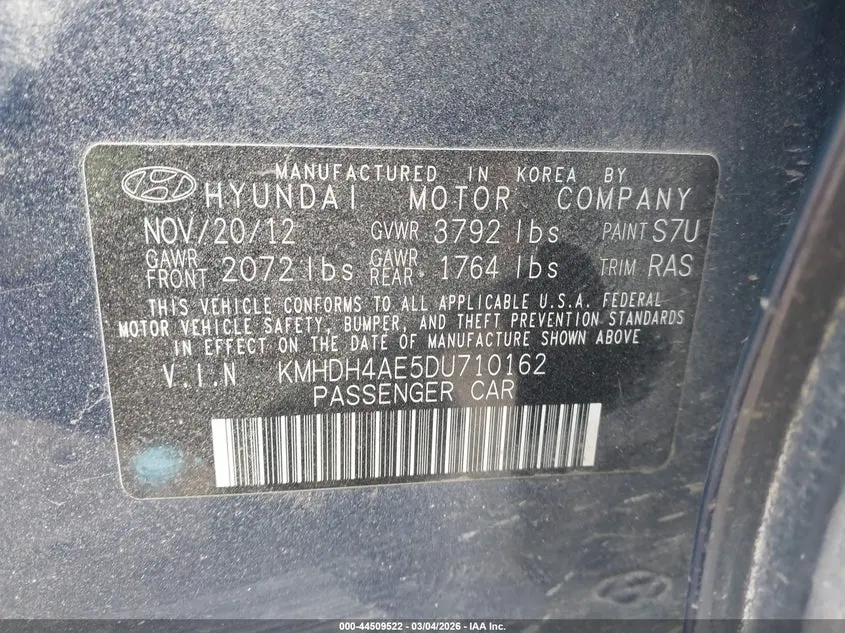 MANUFACTURED IN KOREA BY
HYUNDAI MOTOR COMPANY
NOV/20/12 GVWR 3792 lbs PAINT S7U
GAWR FRONT 2072 lbs GAWR REAR 1764 lbs TRIM RAS
THIS VEHICLE CONFORMS TO ALL APPLICABLE U.S.A. FEDERAL
MOTOR VEHICLE SAFETY, BUMPER, AND THEFT PREVENTION STANDARDS
IN EFFECT ON THE DATE OF MANUFACTURE SHOWN ABOVE
V.I.N KMHDH4AE5DU710162
PASSENGER CAR
000-44509522 - 03/04/2026 - IAA Inc.